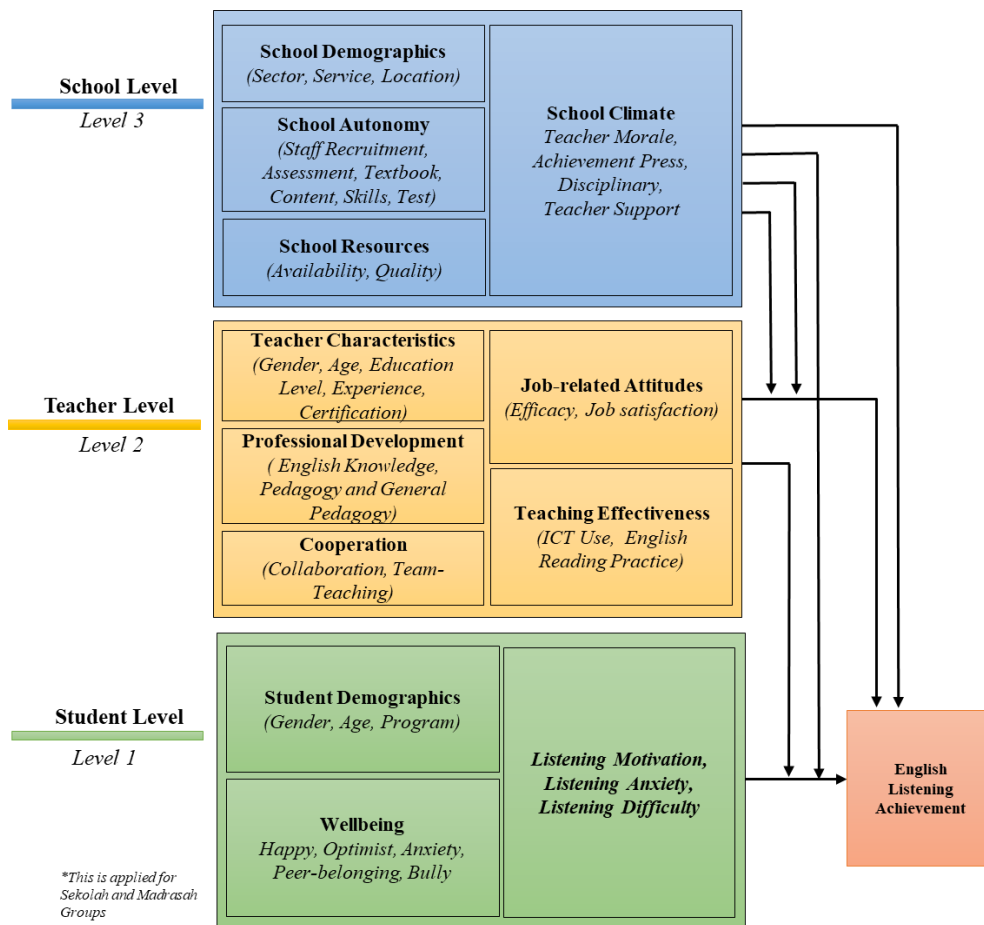 School Level
Level 3
School Demographics
(Sector, Service, Location)
School Autonomy
(Staff Recruitment,
Assessment, Textbook,
Content, Skills, Test)
School Resources
(Availability, Quality)
School Climate
Teacher Morale,
Achievement Press,
Disciplinary,
Teacher Support
Teacher Level
Level 2
Teacher Characteristics
(Gender, Age, Education
Level, Experience,
Certification)
Professional Development
( English Knowledge,
Pedagogy and General
Pedagogy)
Cooperation
(Collaboration, Team-
Teaching)
Job-related Attitudes
(Efficacy, Job satisfaction)
Teaching Effectiveness
(ICT Use, English
Reading Practice)
Student Level
Level 1
Student Demographics
(Gender, Age, Program)
Wellbeing
Happy, Optimist, Anxiety,
Peer-belonging, Bully
Listening Motivation,
Listening Anxiety,
Listening Difficulty
English
Listening
Achievement
*This is applied for
Sekolah and Madrasah
Groups